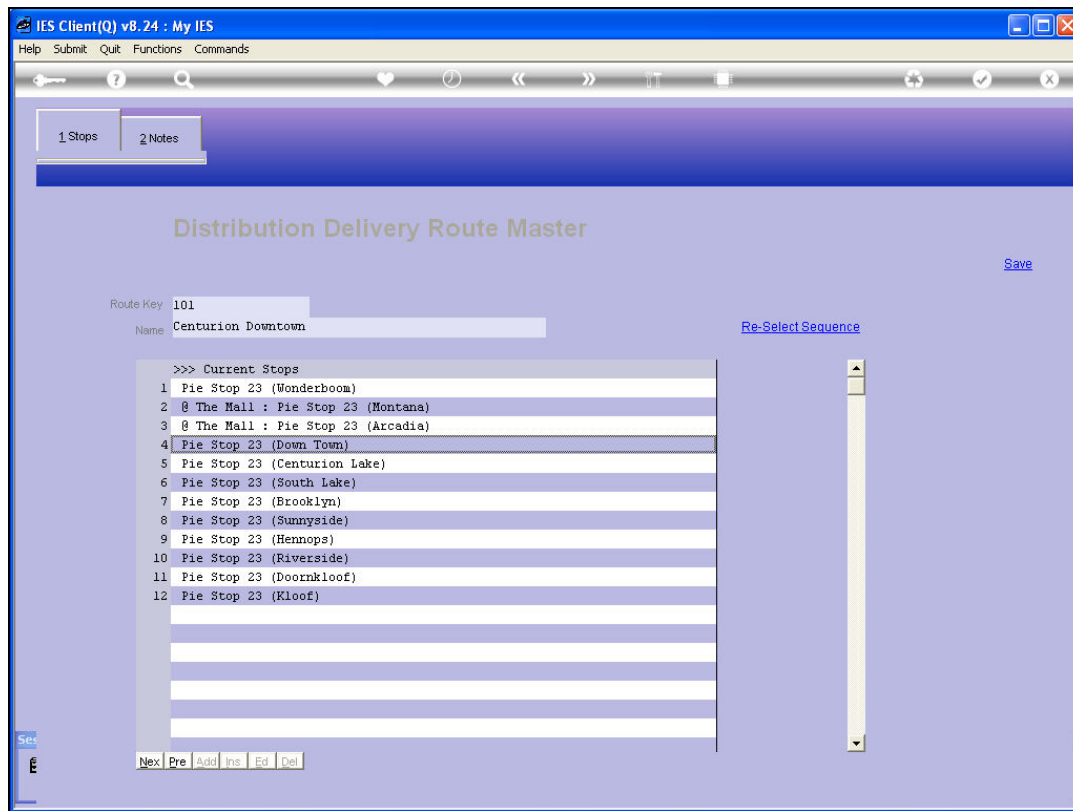 IES Client(Q) v8.24 : My IES
Help Submit Quit Functions Commands
1 Stops
2 Notes
Distribution Delivery Route Master
Save
Route Key 101
Name Centurion Downtown
Re-Select Sequence
>>> Current Stops
1 Pie Stop 23 (Wonderboom)
2 @ The Mall : Pie Stop 23 (Montana)
3 @ The Mall : Pie Stop 23 (Arcadia)
4 Pie Stop 23 (Down Town)
5 Pie Stop 23 (Centurion Lake)
6 Pie Stop 23 (South Lake)
7 Pie Stop 23 (Brooklyn)
8 Pie Stop 23 (Sunnyside)
9 Pie Stop 23 (Hennops)
10 Pie Stop 23 (Riverside)
11 Pie Stop 23 (Doornkloof)
12 Pie Stop 23 (Kloof)
Ses
Nex Pre Add Ins Ed Del